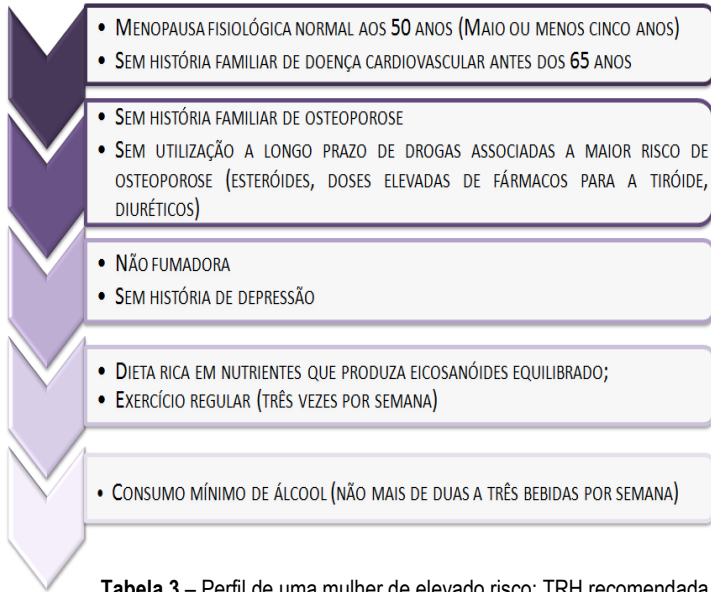 • MENOPAUSA FISIOLÓGICA NORMAL AOS 50 ANOS (MAIO OU MENOS CINCO ANOS)
• SEM HISTÓRIA FAMILIAR DE DOENÇA CARDIOVASCULAR ANTES DOS 65 ANOS
• SEM HISTÓRIA FAMILIAR DE OSTEOPOROSE
• SEM UTILIZAÇÃO A LONGO PRAZO DE DROGAS ASSOCIADAS A MAIOR RISCO DE
OSTEOPOROSE (ESTERÓIDES, DOSES ELEVADAS DE FÁRMACOS PARA A TIRÓIDE,
DIURÉTICOS)
• NÃO FUMADORA
• SEM HISTÓRIA DE DEPRESSÃO
• DIETA RICA EM NUTRIENTES QUE PRODUZA EICOSANÓIDES EQUILIBRADO;
• EXERCÍCIO REGULAR (TRÊS VEZES POR SEMANA)
• CONSUMO MÍNIMO DE ÁLCOOL (NÃO MAIS DE DUAS A TRÊS BEBIDAS POR SEMANA)
Tabela 3 – Perfil de uma mulher de elevado risco: TRH recomendada